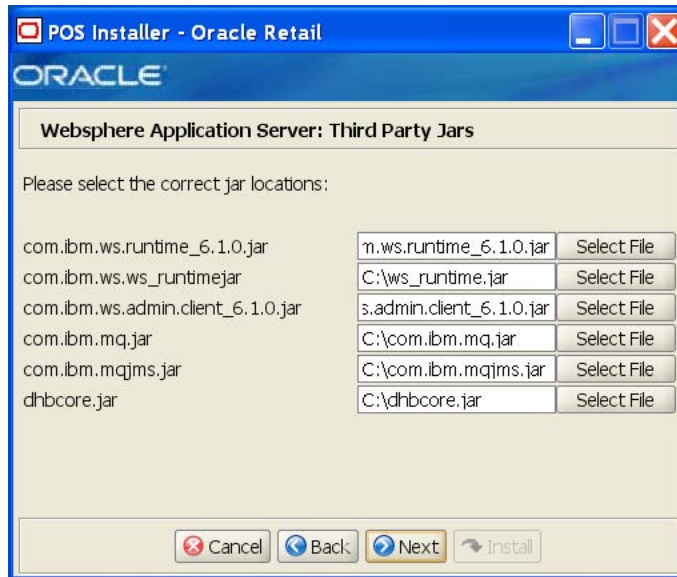 POS Installer - Oracle Retail
ORACLE
Websphere Application Server: Third Party Jars
Please select the correct jar locations:
com.ibm.ws.runtime_6.1.0.jar n.ws.runtime_6.1.0.jar Select File
com.ibm.ws.ws_runtimejar C:\ws_runtime.jar Select File
com.ibm.ws.admin.client_6.1.0.jar s.admin.client_6.1.0.jar Select File
com.ibm.mq.jar C:\com.ibm.mq.jar Select File
com.ibm.mqjms.jar C:\com.ibm.mqjms.jar Select File
dhbcore.jar C:\dhbcore.jar Select File
Cancel Back Next Install